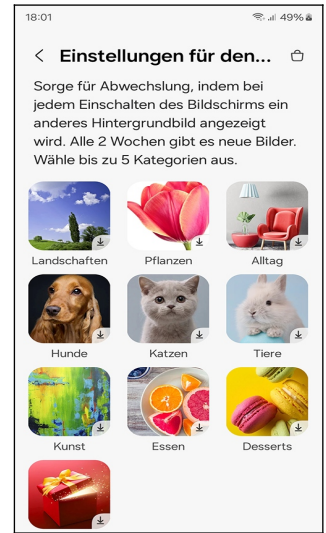 18:01
49%
Einstellungen für den...
Sorge für Abwechslung, indem bei
jedem Einschalten des Bildschirms ein
anderes Hintergrundbild angezeigt
wird. Alle 2 Wochen gibt es neue Bilder.
Wähle bis zu 5 Kategorien aus.
Landschaften
Pflanzen
Alltag
Hunde
Katzen
Tiere
Kunst
Essen
Desserts